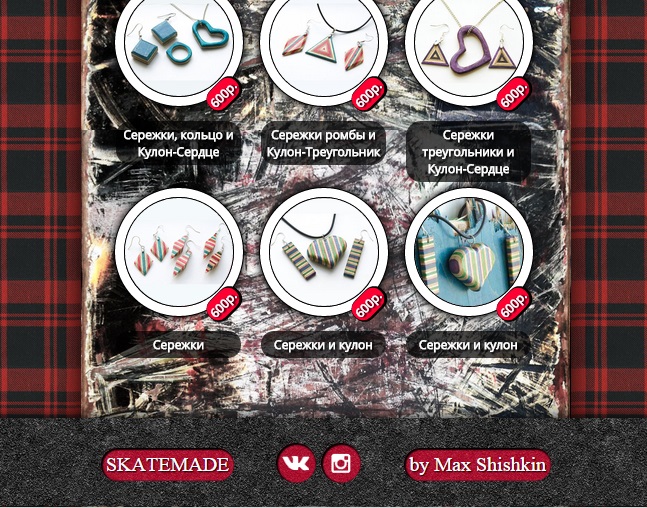 600р.
600р.
600р.
Сережки, кольцо и
Кулон-Сердце
Сережки ромбы и
Кулон-Треугольник
Сережки
треугольники и
Кулон-Сердце
600р.
600р.
600р.
Сережки
Сережки и кулон
Сережки и кулон
SKATEMADE
by Max Shishkin